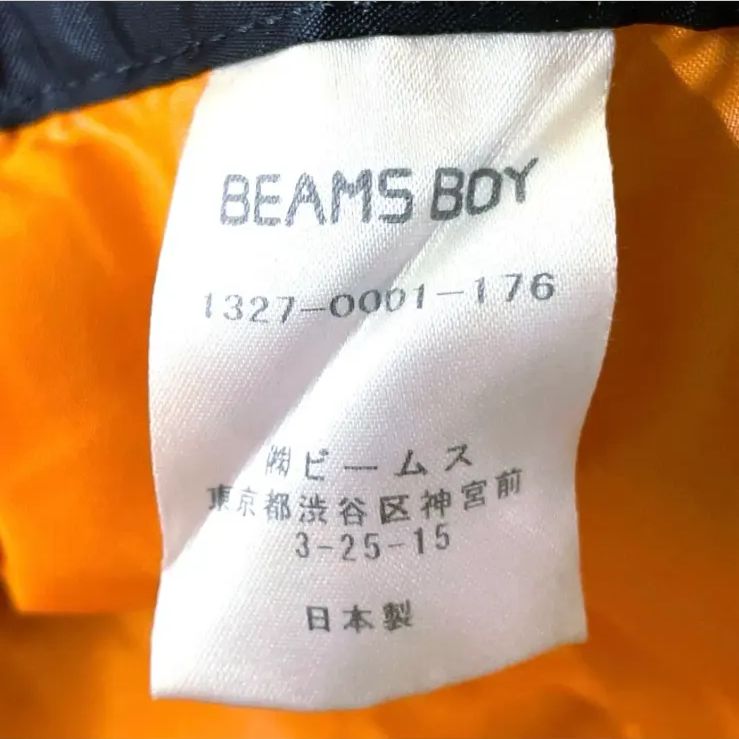 BEAMS BOY
1327-0001-176
㈱ビームス
東京都渋谷区神宮前
3-25-15
日本製